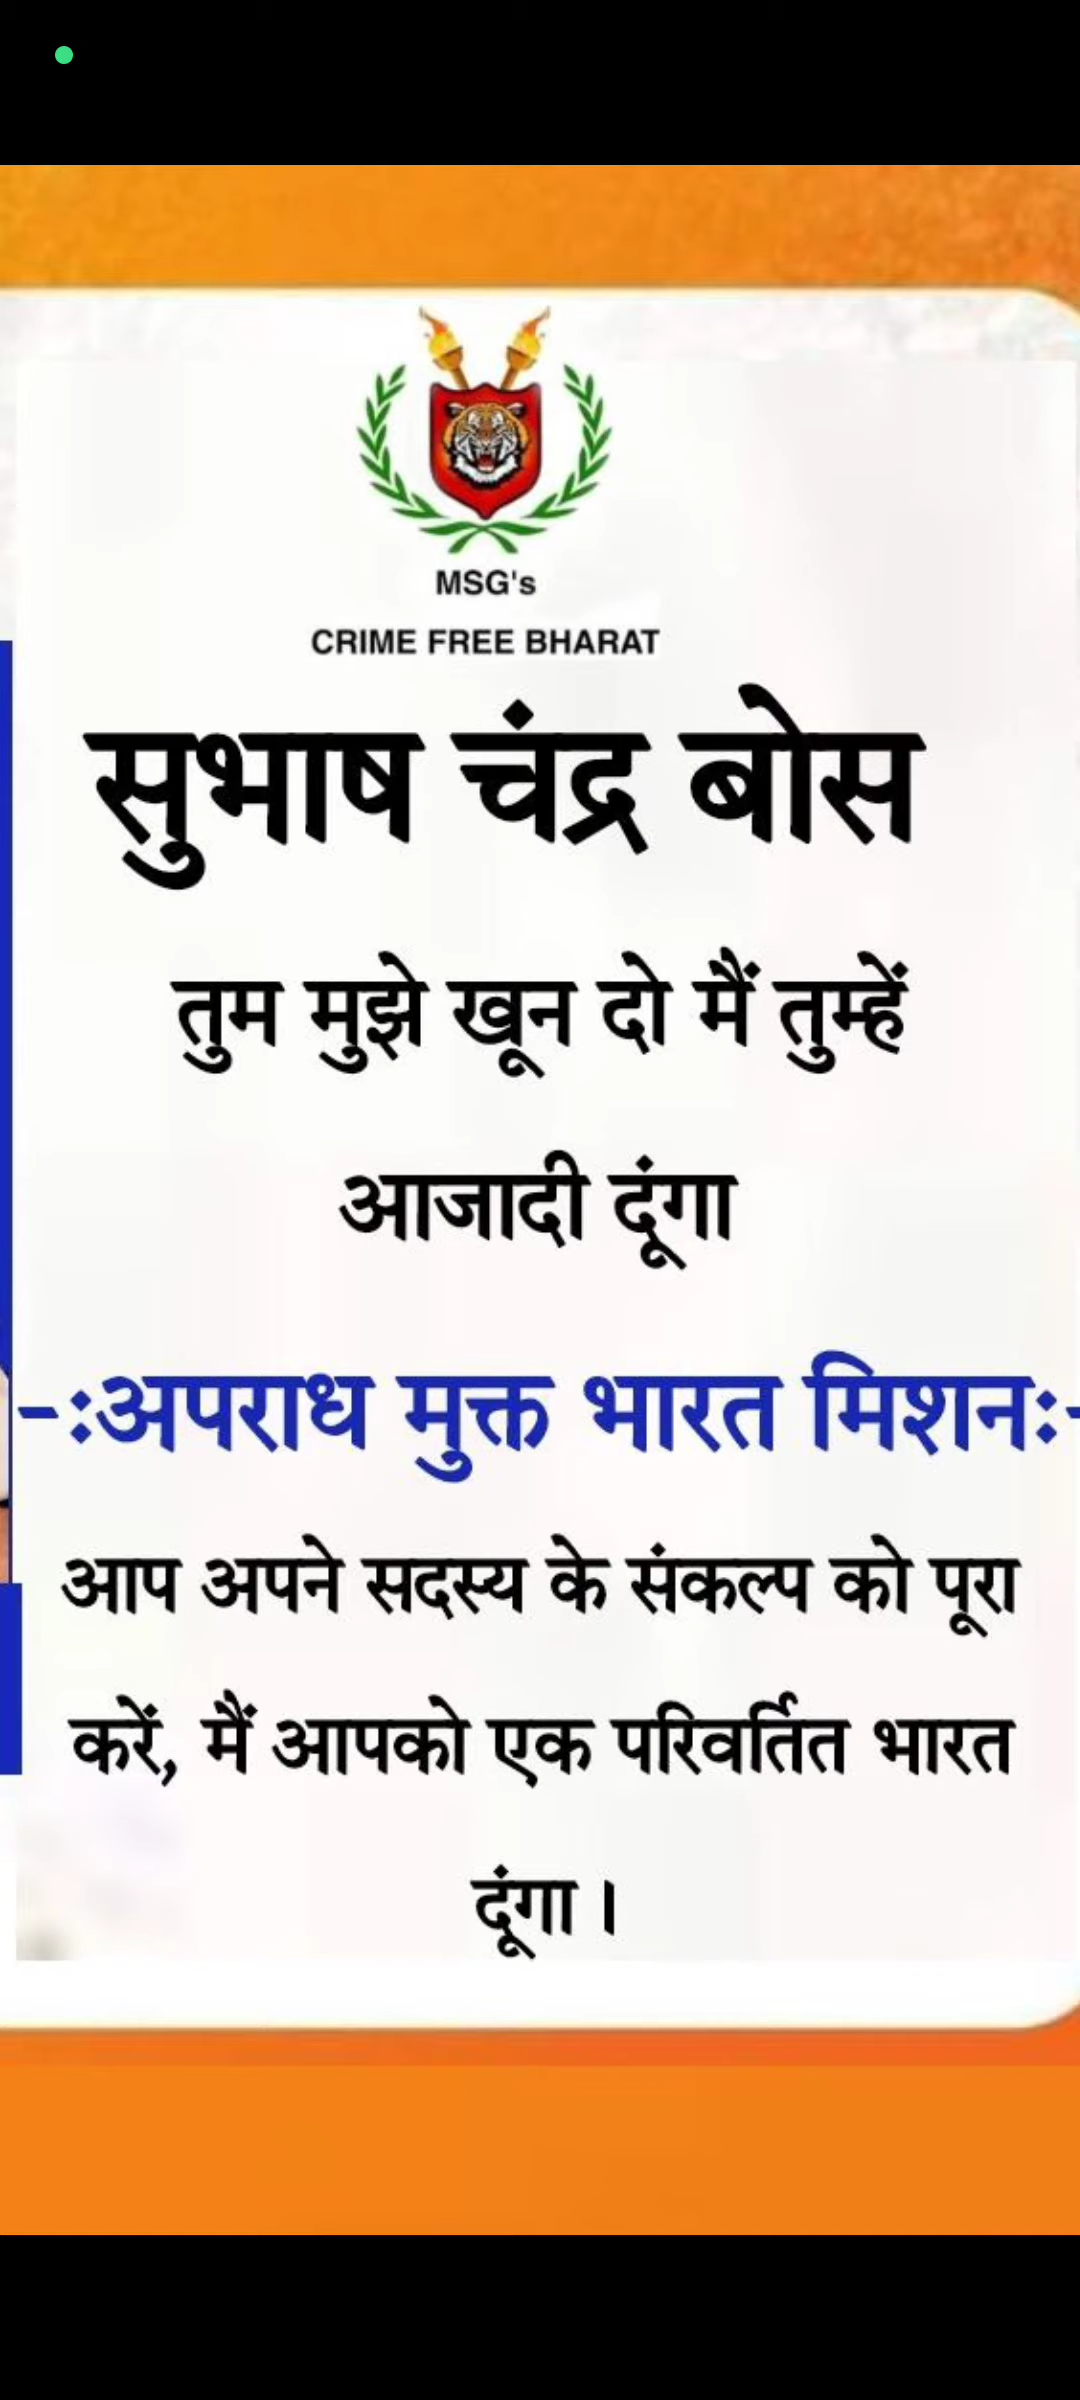 MSG's
CRIME FREE BHARAT
सुभाष चंद्र बोस
तुम मुझे खून दो मैं तुम्हें
आजादी दूंगा
-:अपराध मुक्त भारत मिशन:-
आप अपने सदस्य के संकल्प को पूरा
करें, मैं आपको एक परिवर्तित भारत
दूंगा।